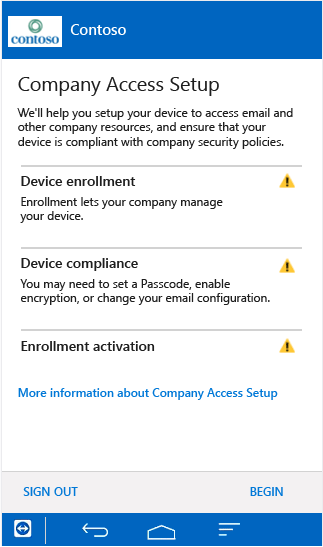 contoso
Contoso
Company Access Setup
We'll help you setup your device to access email and
other company resources, and ensure that your
device is compliant with company security policies.
Device enrollment
Enrollment lets your company manage
your device.
Device compliance
You may need to set a Passcode, enable
encryption, or change your email configuration.
Enrollment activation
More information about Company Access Setup
SIGN OUT
BEGIN